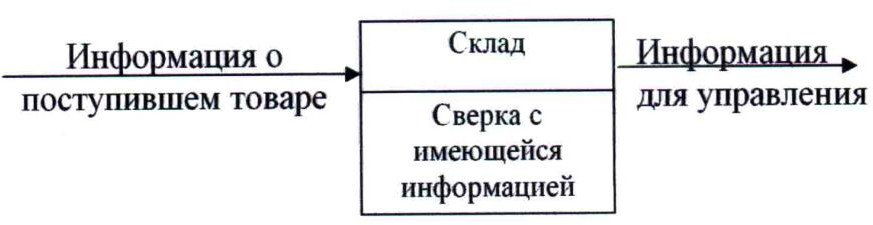 Информация о
поступившем товаре
Склад
Сверка с
имеющейся
информацией
Информация
для управления